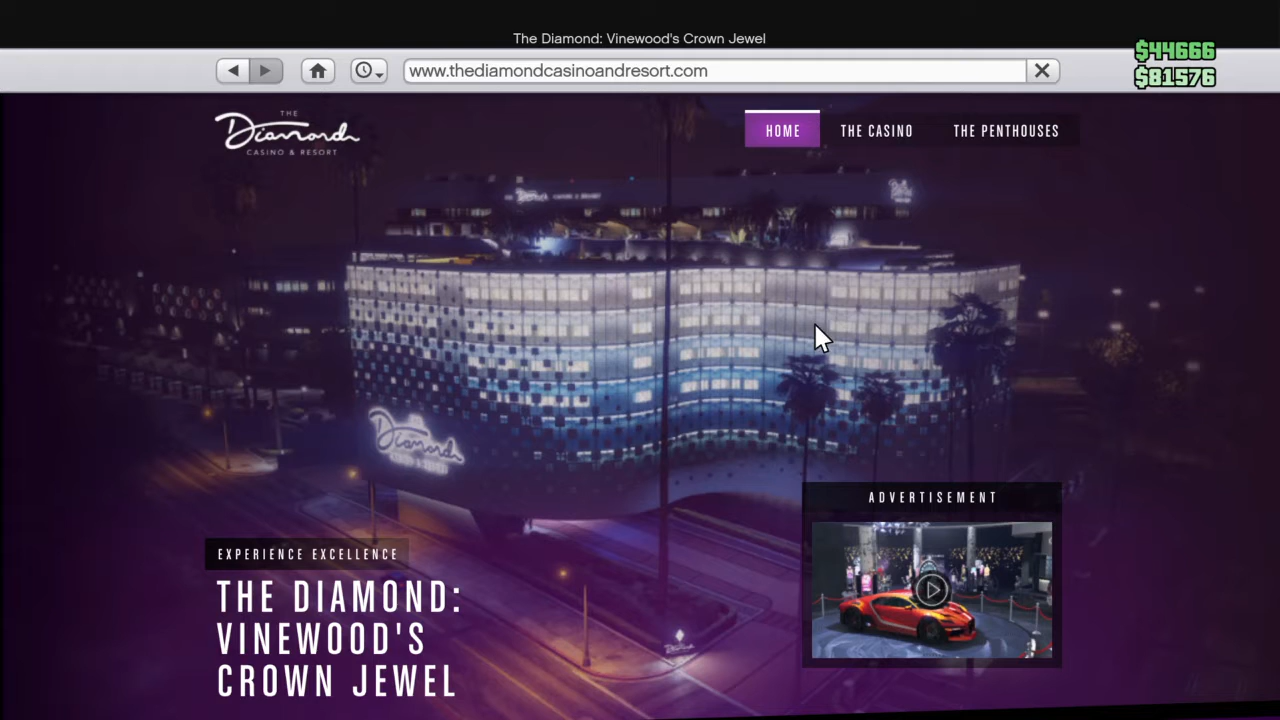 The Diamond: Vinewood's Crown Jewel
www.thediamondcasinoandresort.com
$44666
$81576
THE
Diamond
CASINO & RESORT
HOME
THE CASINO
THE PENTHOUSES
Diamond
ADVERTISEMENT
EXPERIENCE EXCELLENCE
THE DIAMOND:
VINEWOOD'S
CROWN JEWEL